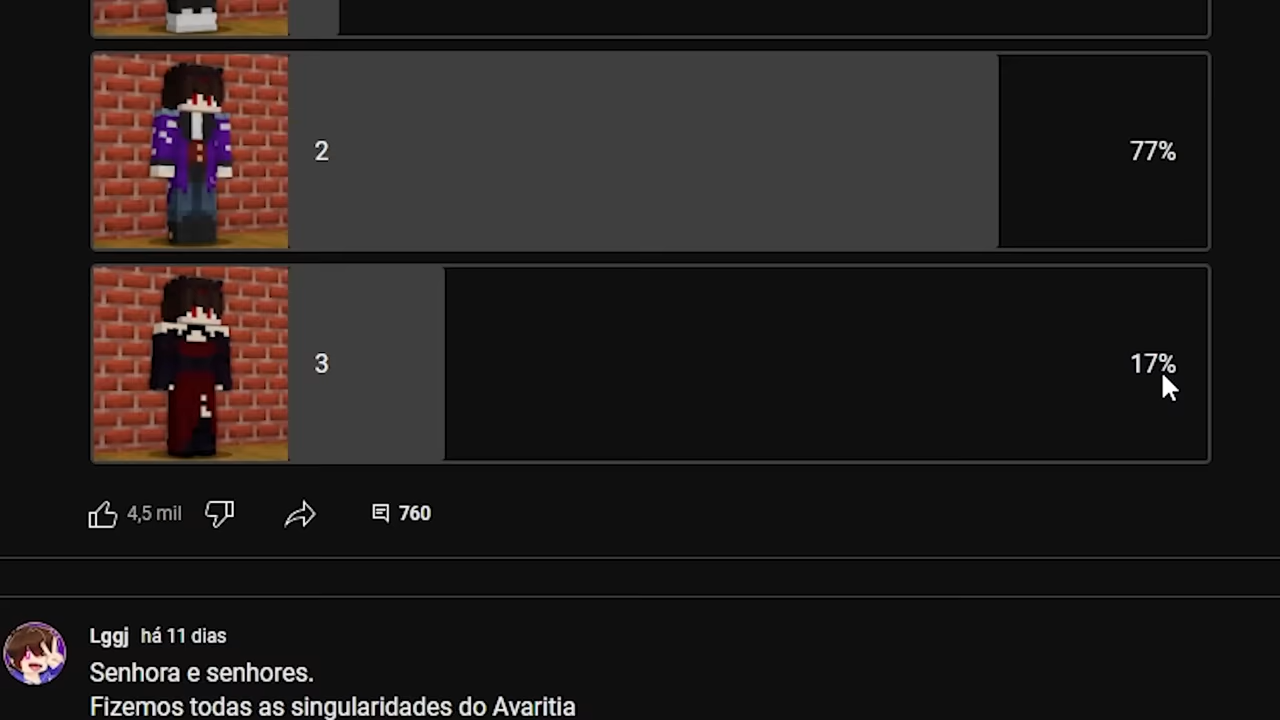 2
77%
3
17%
4,5 mil
760
Lggj há 11 dias
Senhora e senhores.
Fizemos todas as singularidades do Avaritia